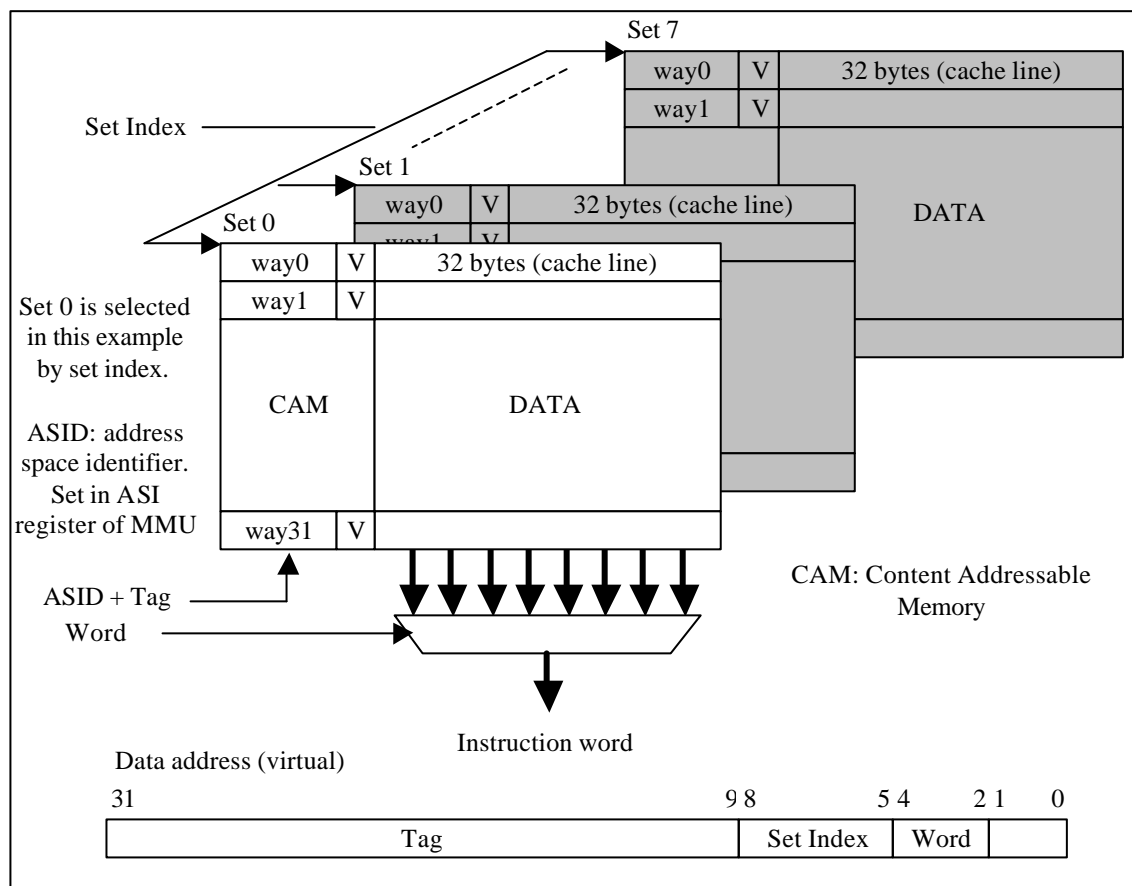 Set 7
way0 V 32 bytes (cache line)
way1 V
DATA
Set Index
Set 1
way0 V 32 bytes (cache line)
way1 V
Set 0
way0 V 32 bytes (cache line)
way1 V
CAM DATA
way31 V
Set 0 is selected
in this example
by set index.
ASID: address
space identifier.
Set in ASI
register of MMU
ASID + Tag
Word
CAM: Content Addressable
Memory
Instruction word
Data address (virtual)
31 9 8 5 4 2 1 0
Tag Set Index Word